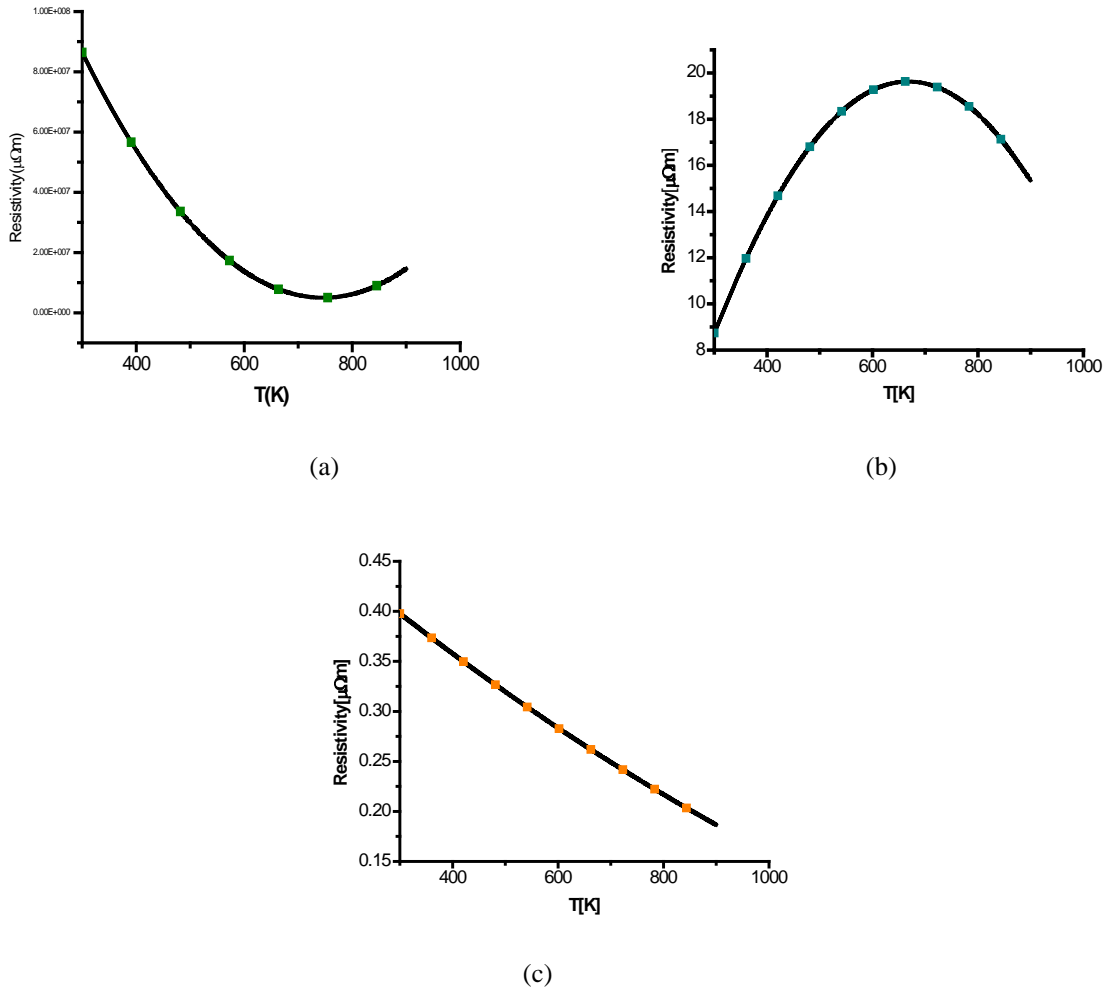 1.00E+008
8.00E+007
6.00E+007
4.00E+007
2.00E+007
0.00E+000
Resistivity(μΩm)
400 600 800 1000
T(K)
(a)
20
18
16
14
12
10
8
Resistivity[μΩm]
400 600 800 1000
T[K]
(b)
0.45
0.40
0.35
0.30
0.25
0.20
0.15
Resistivity[μΩm]
400 600 800 1000
T[K]
(c)